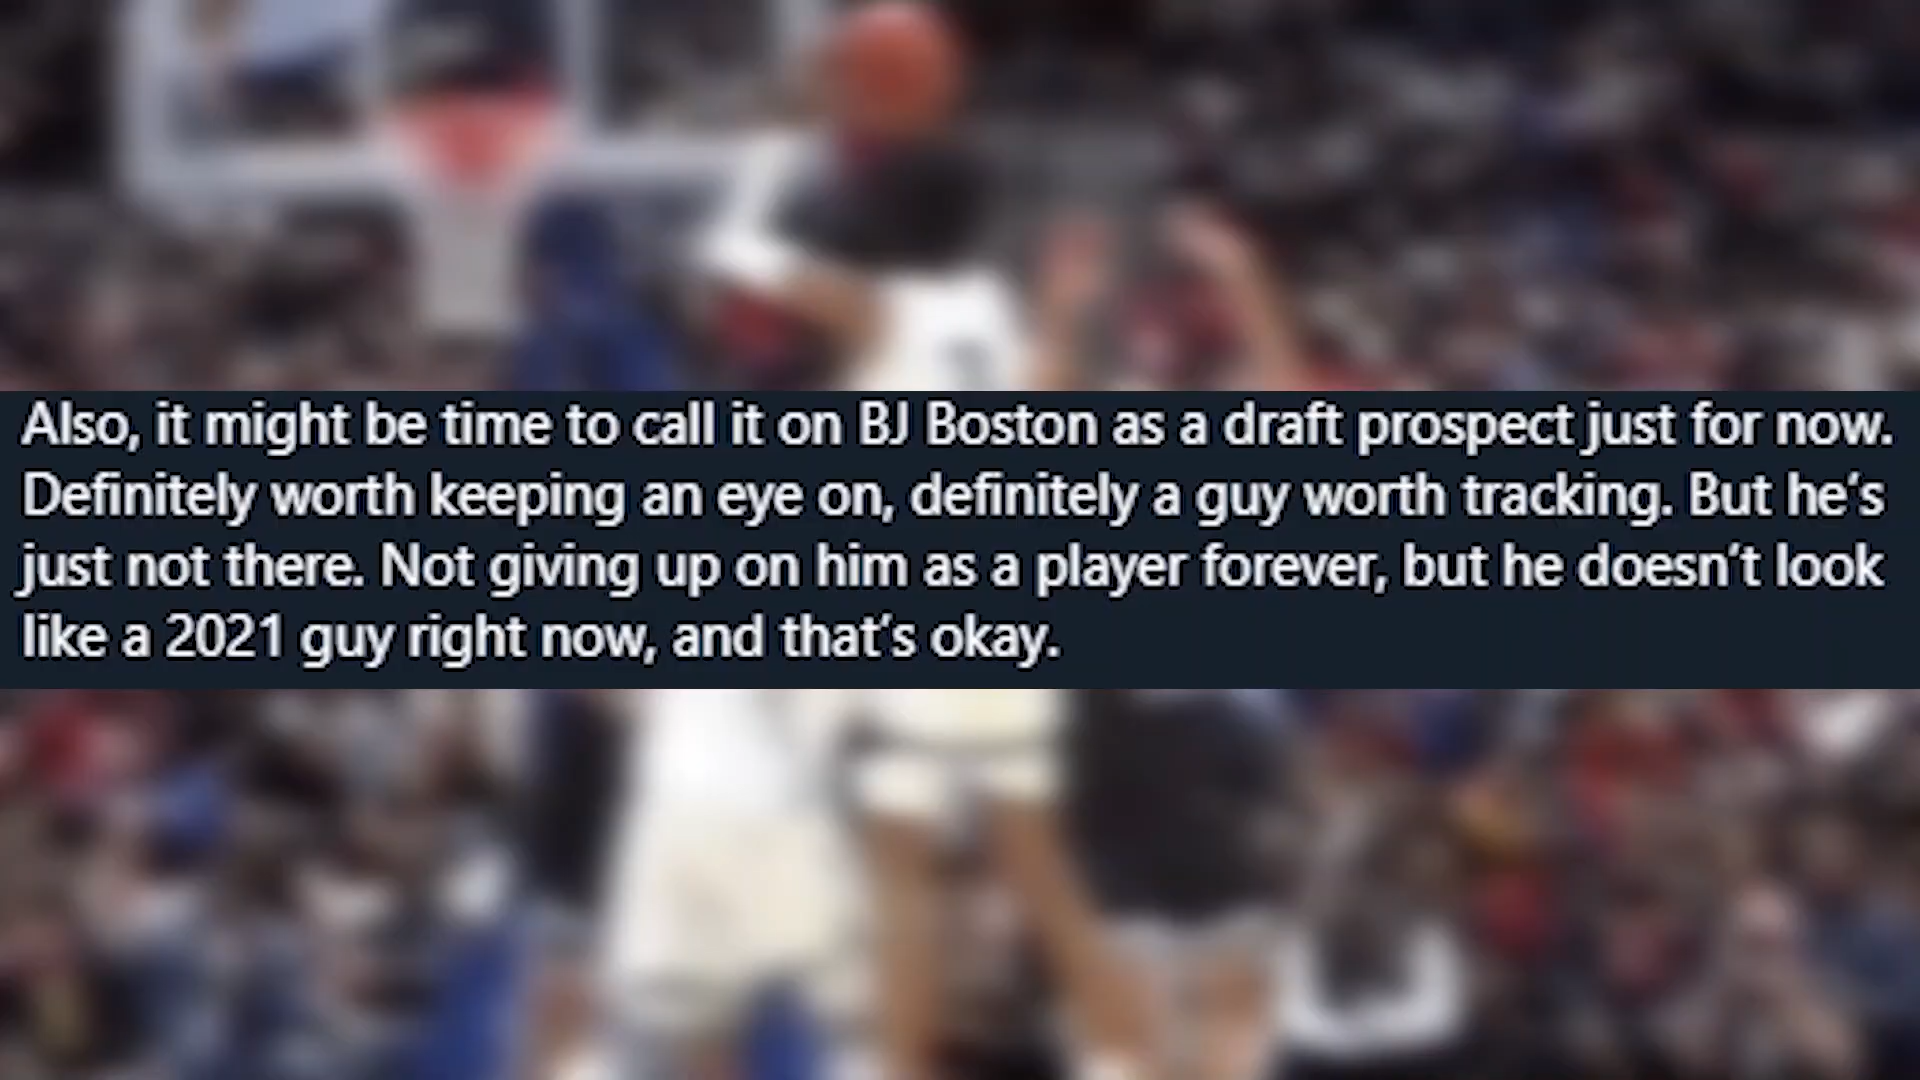 Also, it might be time to call it on BJ Boston as a draft prospect just for now.
Definitely worth keeping an eye on, definitely a guy worth tracking. But he's
just not there. Not giving up on him as a player forever, but he doesn't look
like a 2021 guy right now, and that's okay.